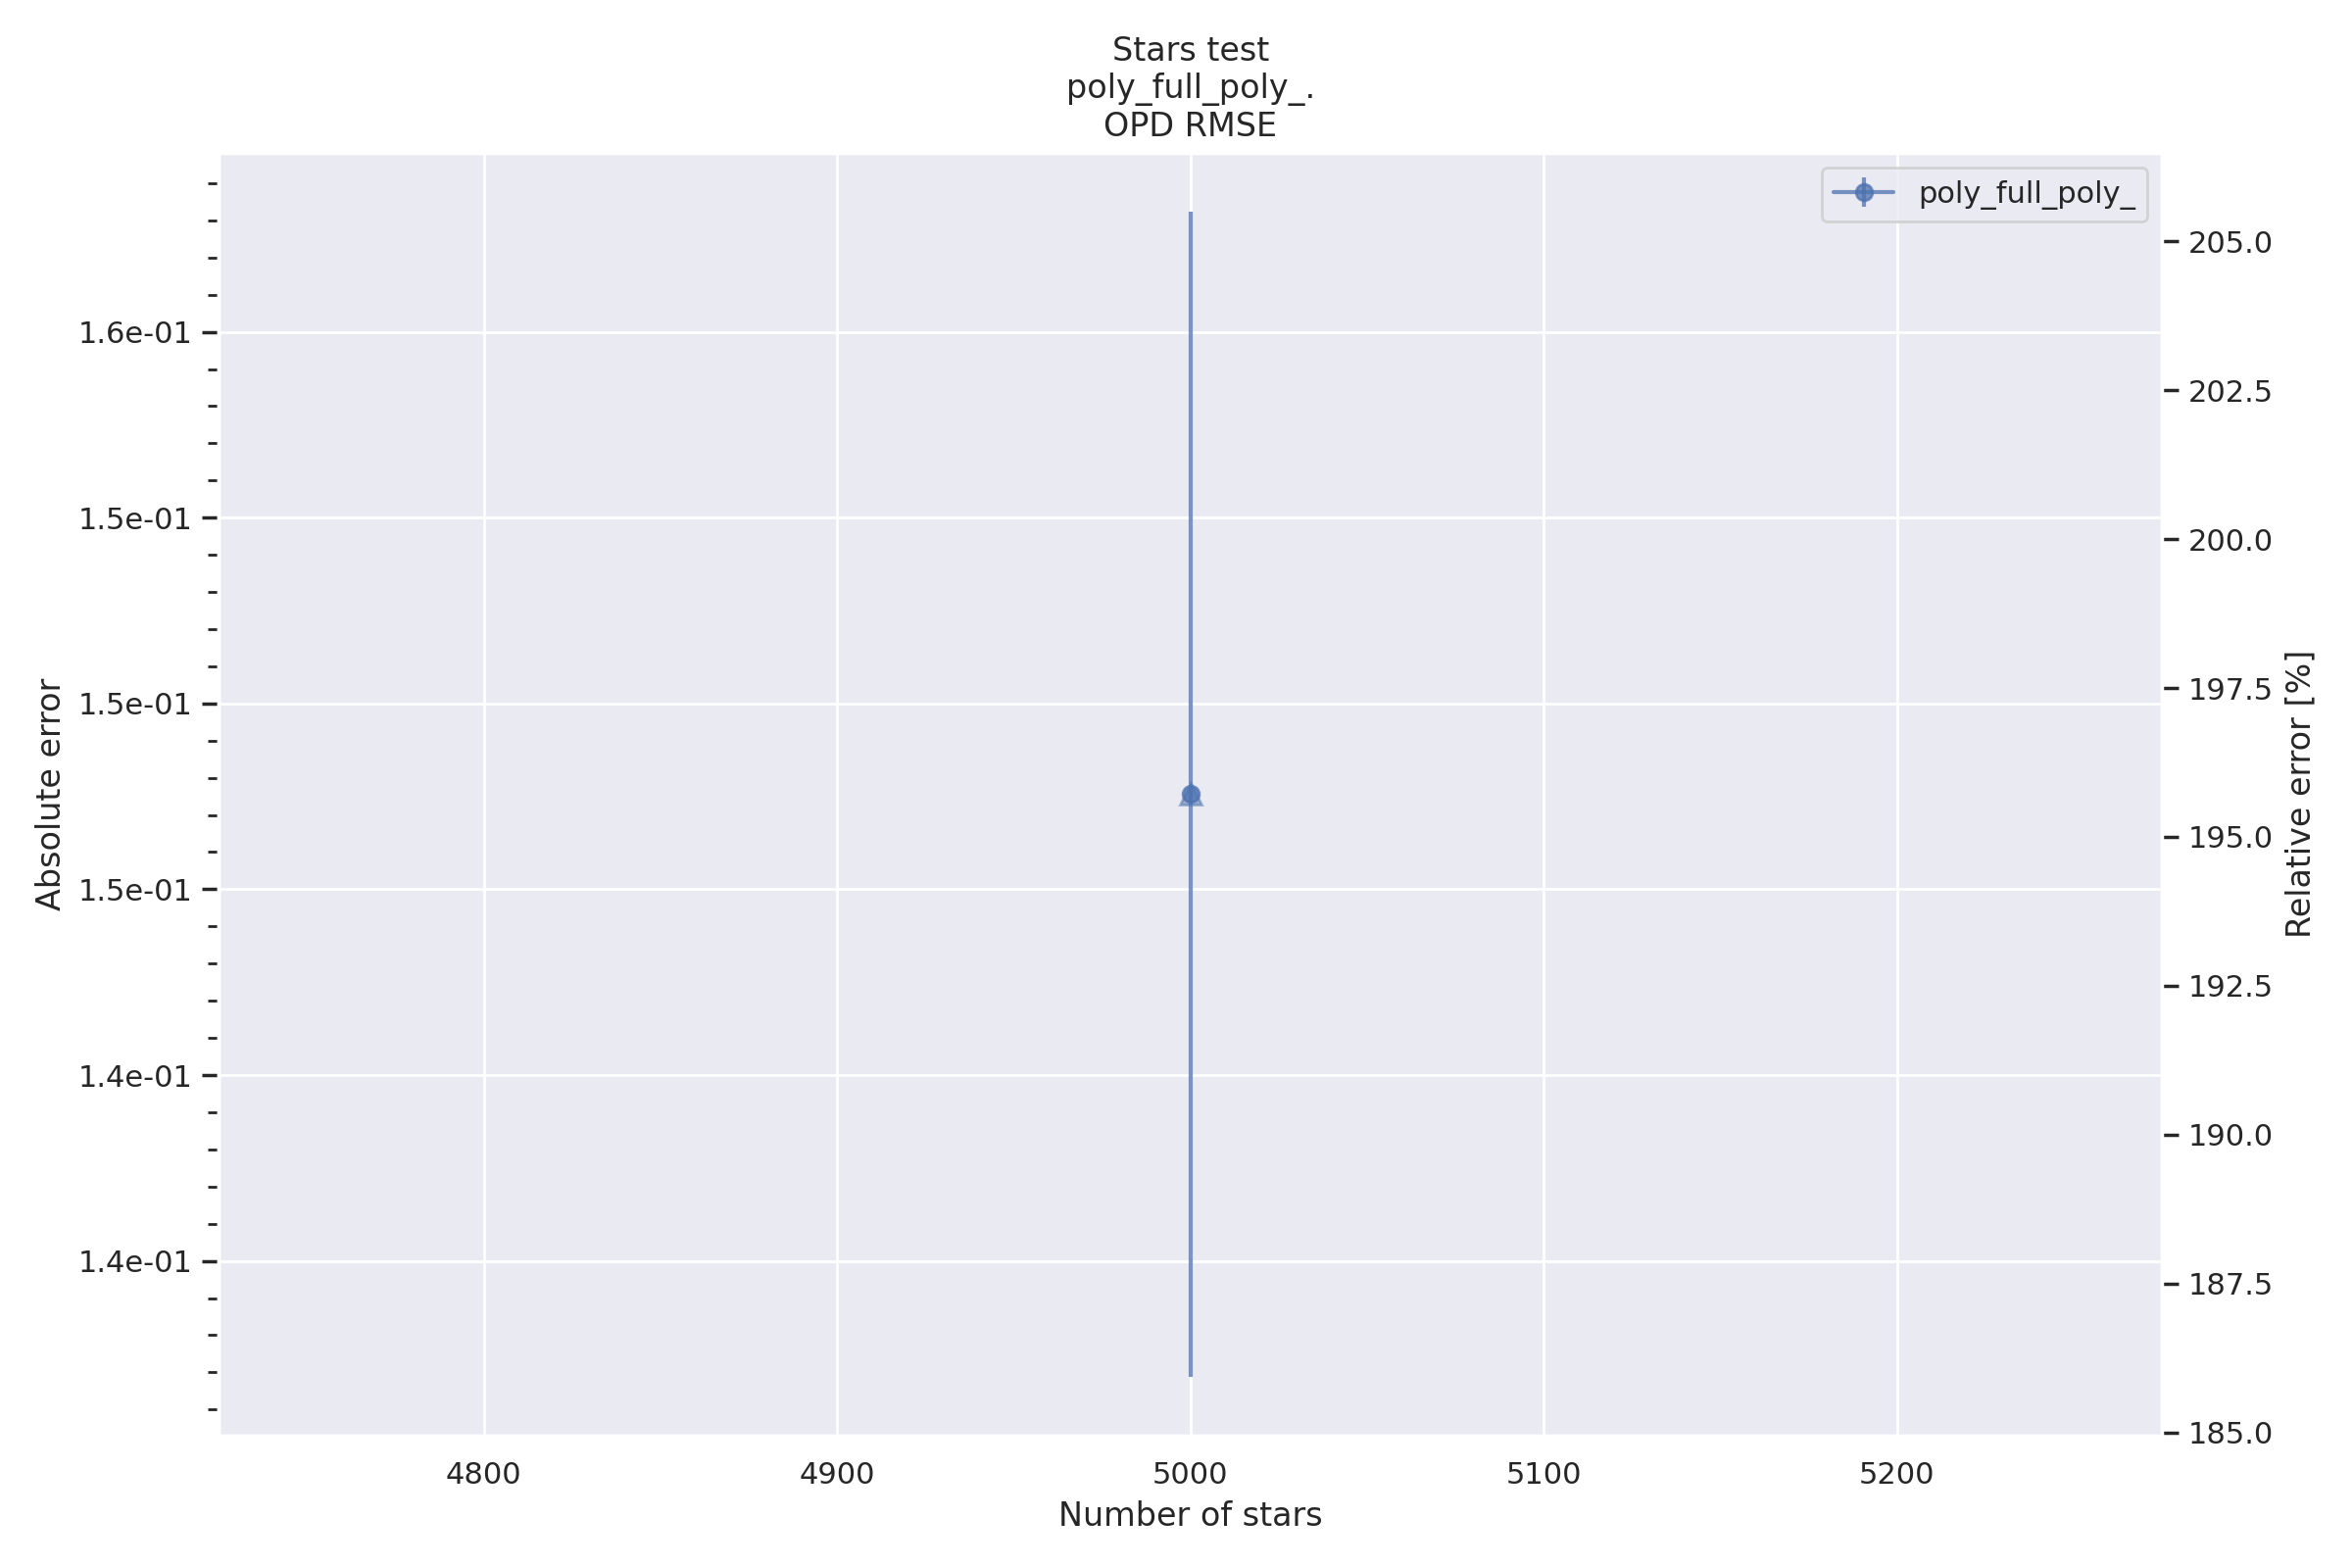 Stars test
poly_full_poly_.
OPD RMSE
poly_full_poly_
Absolute error
1.6e-01
1.5e-01
1.5e-01
1.5e-01
1.4e-01
1.4e-01
205.0
202.5
200.0
197.5
195.0
192.5
190.0
187.5
185.0
Relative error [%]
4800
4900
5000
5100
5200
Number of stars